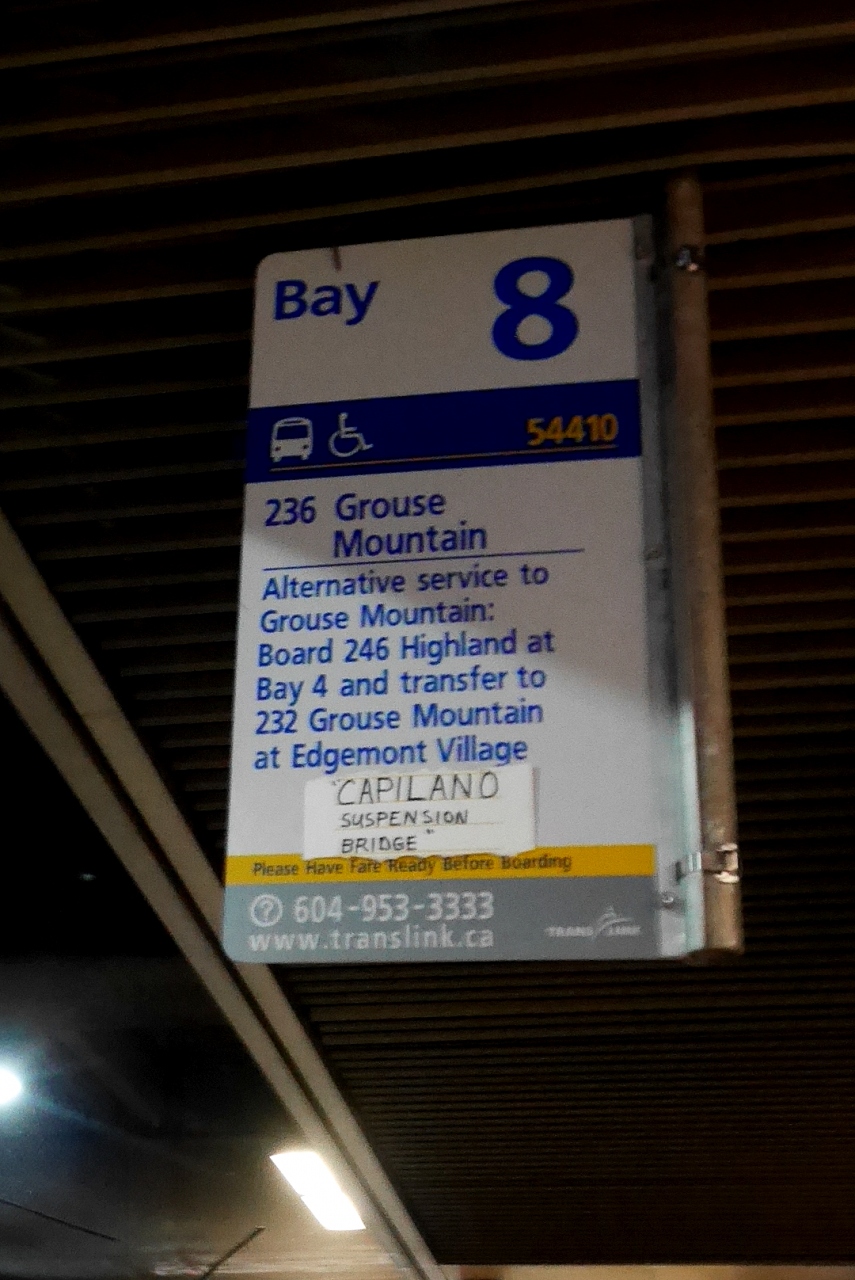 Bay 8
54410
236 Grouse
Mountain
Alternative service to
Grouse Mountain:
Board 246 Highland at
Bay 4 and transfer to
232 Grouse Mountain
at Edgemont Village
"CAPILANO
SUSPENSION
BRIDGE"
Please Have Fare Ready Before Boarding
? 604-953-3333
www.translink.ca
TRANS LINK